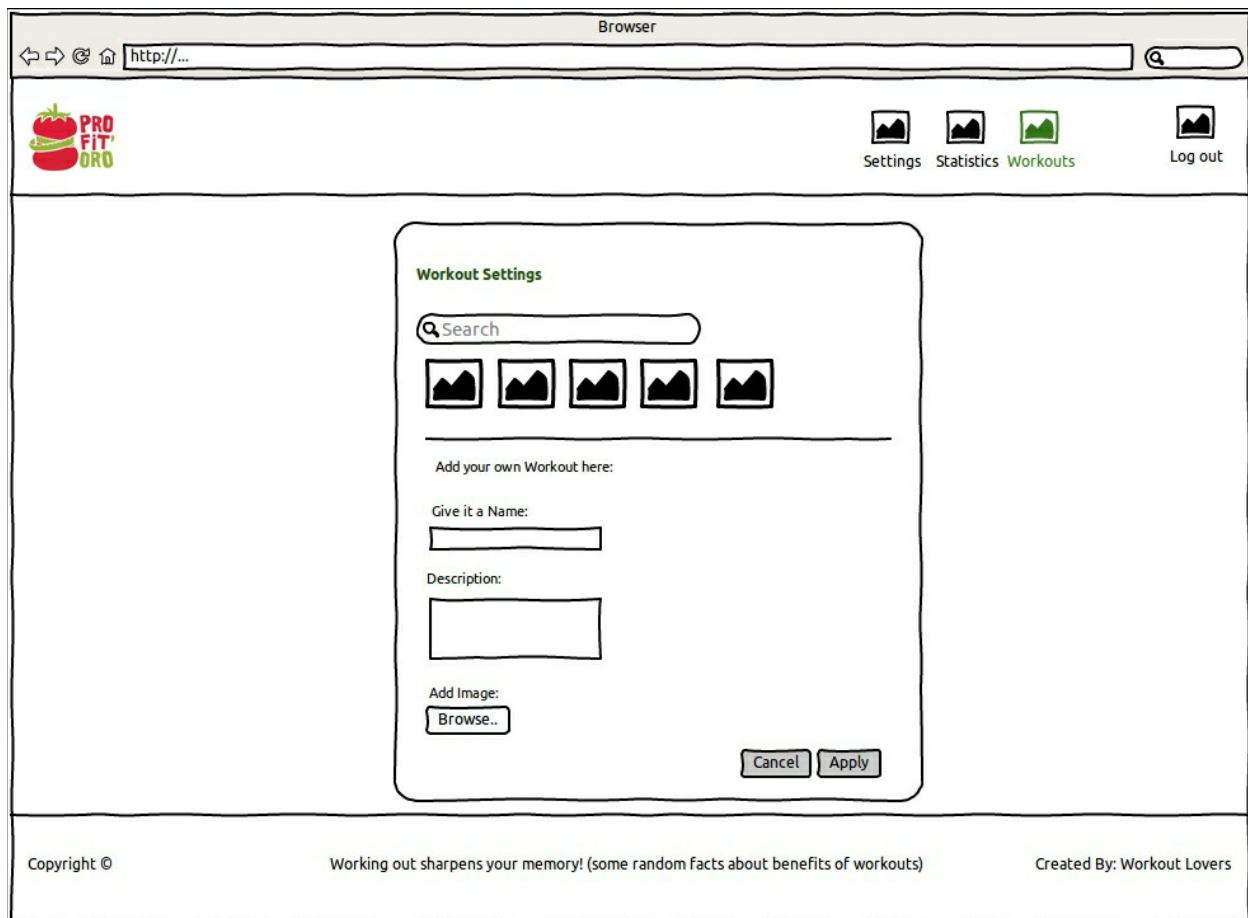 Browser
http://...
PRO
FIT'
ORO
Settings Statistics Workouts
Log out
Workout Settings
Search
Add your own Workout here:
Give it a Name:
Description:
Add Image:
Browse..
Cancel Apply
Copyright © Working out sharpens your memory! (some random facts about benefits of workouts) Created By: Workout Lovers